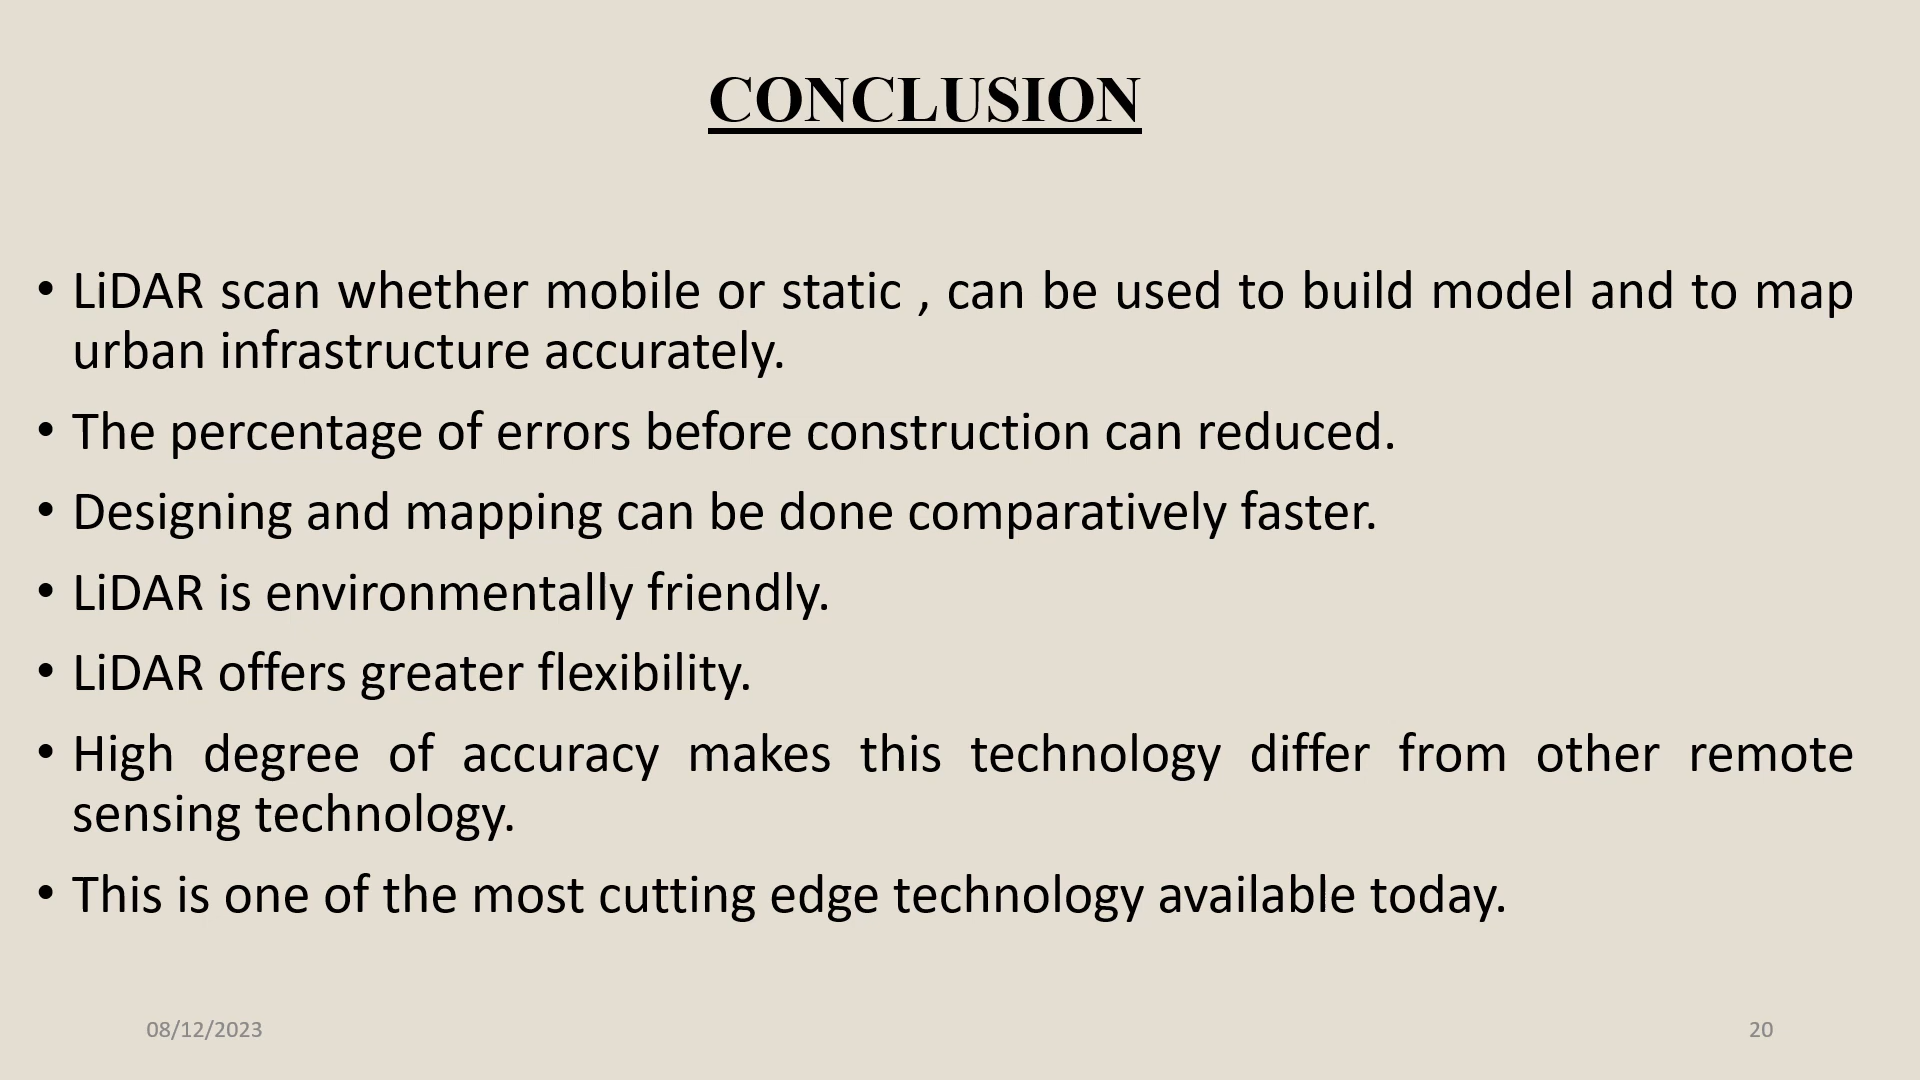 CONCLUSION
• LiDAR scan whether mobile or static , can be used to build model and to map
urban infrastructure accurately.
• The percentage of errors before construction can reduced.
• Designing and mapping can be done comparatively faster.
• LiDAR is environmentally friendly.
• LiDAR offers greater flexibility.
• High degree of accuracy makes this technology differ from other remote
sensing technology.
• This is one of the most cutting edge technology available today.
08/12/2023
20